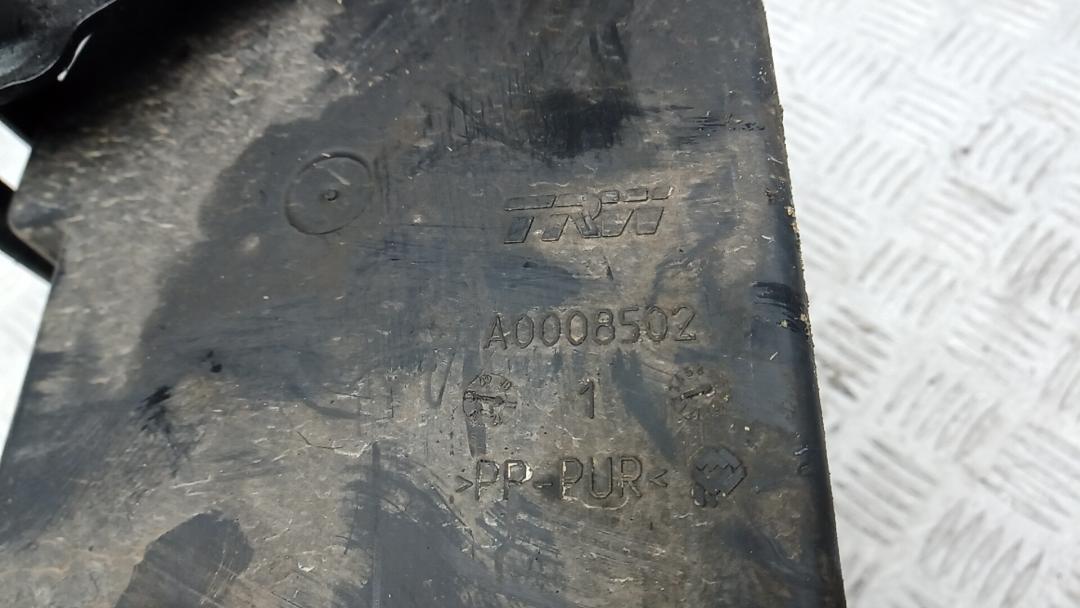 TRW
A0008502
1
>PP-PUR<